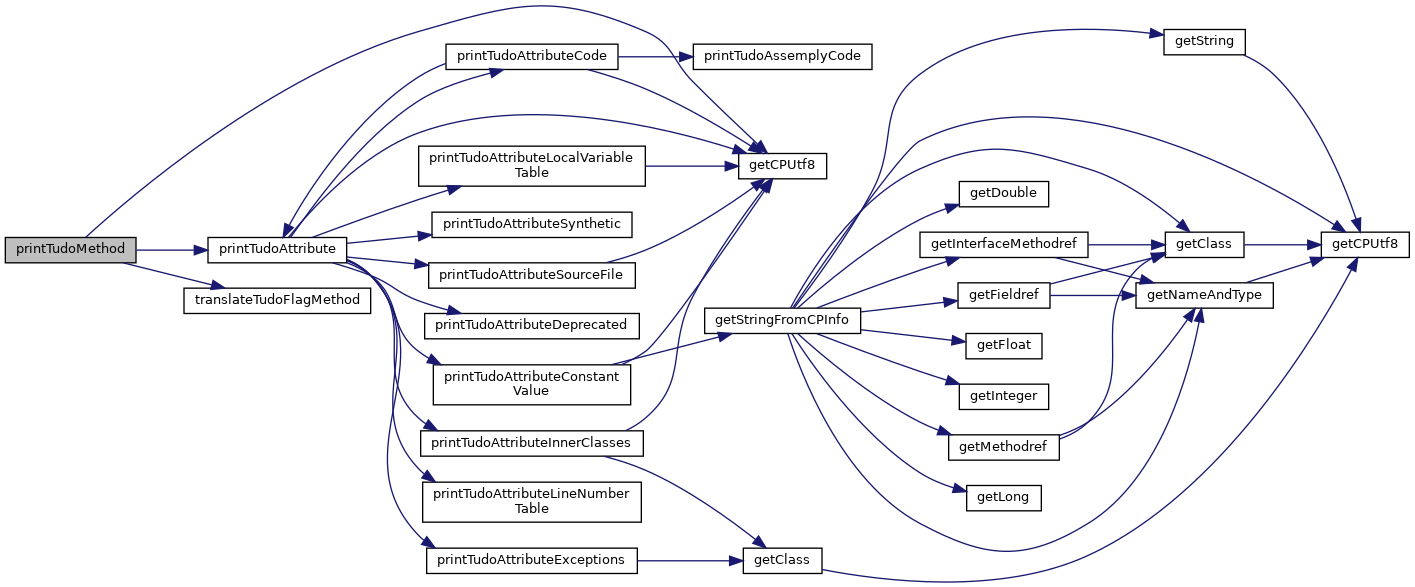 printTudoMethod
printTudoAttribute
translateTudoFlagMethod
printTudoAttributeCode
printTudoAttributeLocalVariable
Table
printTudoAttributeSynthetic
printTudoAttributeSourceFile
printTudoAttributeDeprecated
printTudoAttributeConstant
Value
printTudoAttributeInnerClasses
printTudoAttributeLineNumber
Table
printTudoAttributeExceptions
printTudoAssemplyCode
getCPUtf8
getStringFromCPInfo
getClass
getDouble
getInterfaceMethodref
getFieldref
getFloat
getInteger
getMethodref
getLong
getString
getClass
getNameAndType
getCPUtf8